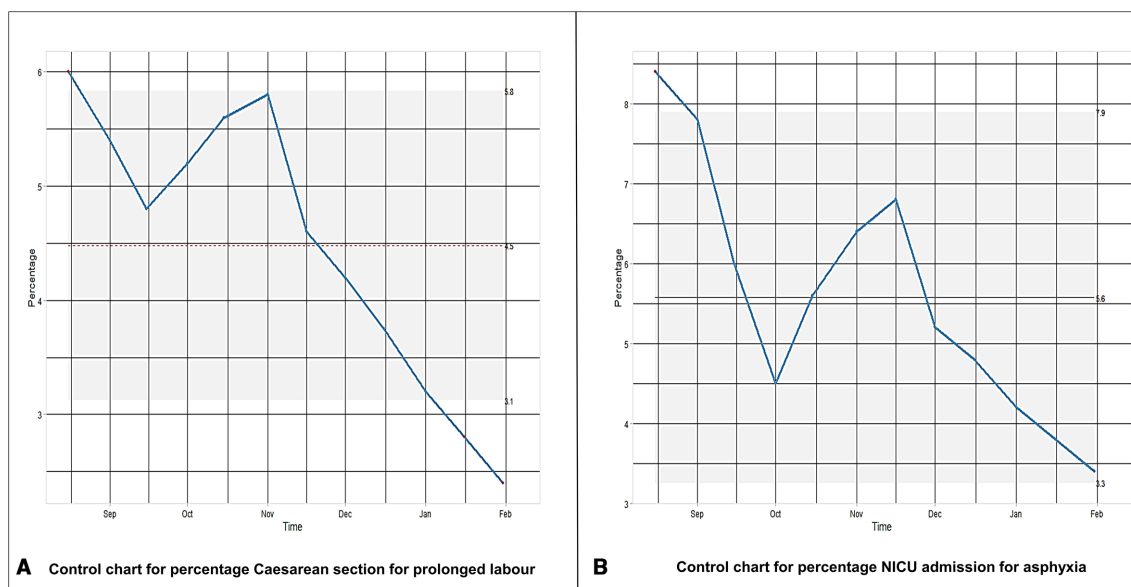 6
5
4
3
Percentage
5.8
4.5
3.1
Sep Oct Nov Dec Jan Feb
Time
A Control chart for percentage Caesarean section for prolonged labour
8
7
6
5
4
3
Percentage
7.9
5.6
3.3
Sep Oct Nov Dec Jan Feb
Time
B Control chart for percentage NICU admission for asphyxia